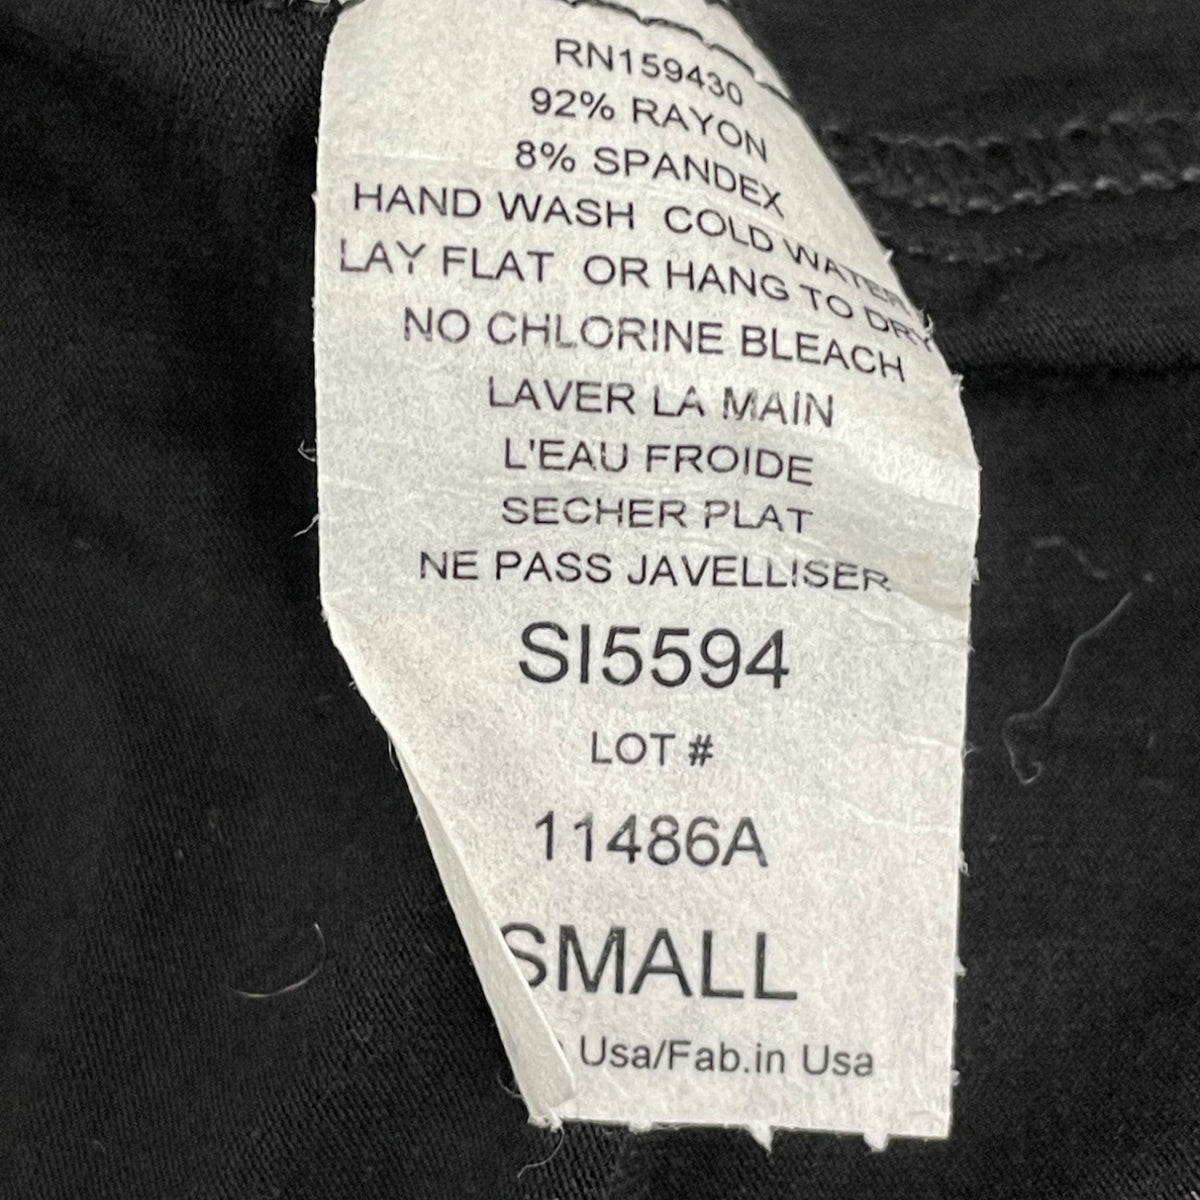 RN159430
92% RAYON
8% SPANDEX
HAND WASH COLD WATER
LAY FLAT OR HANG TO DRY
NO CHLORINE BLEACH
LAVER LA MAIN
L'EAU FROIDE
SECHER PLAT
NE PASS JAVELLISER
SI5594
LOT #
11486A
SMALL
Usa/Fab.in Usa